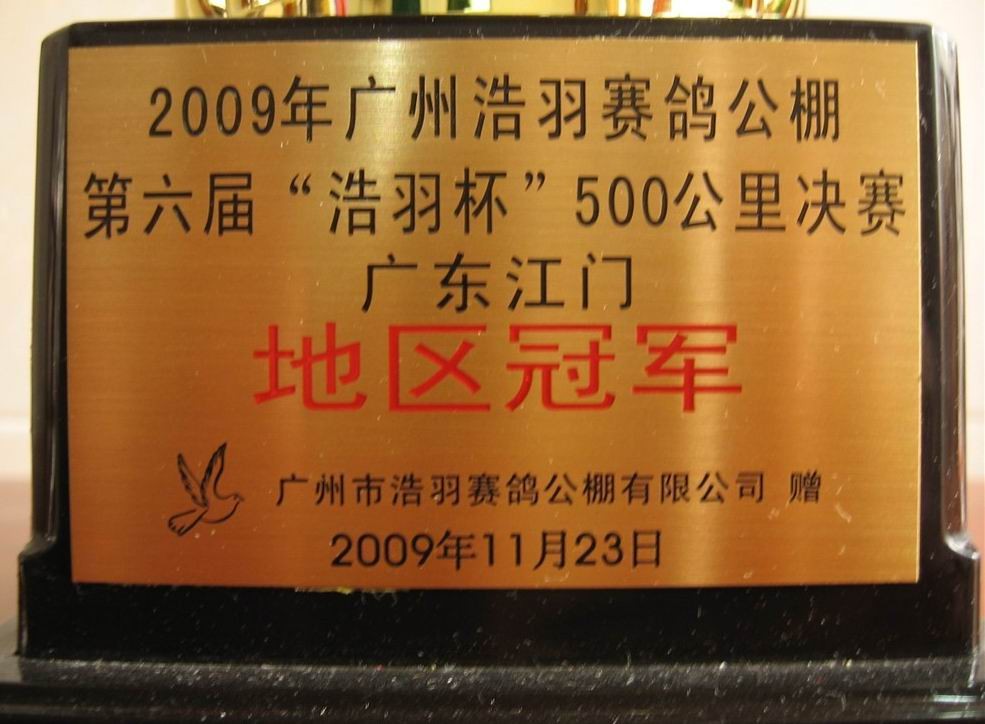 2009年广州浩羽赛鸽公棚
第六届“浩羽杯”500公里决赛
广东江门
地区冠军
广州市浩羽赛鸽公棚有限公司 赠
2009年11月23日